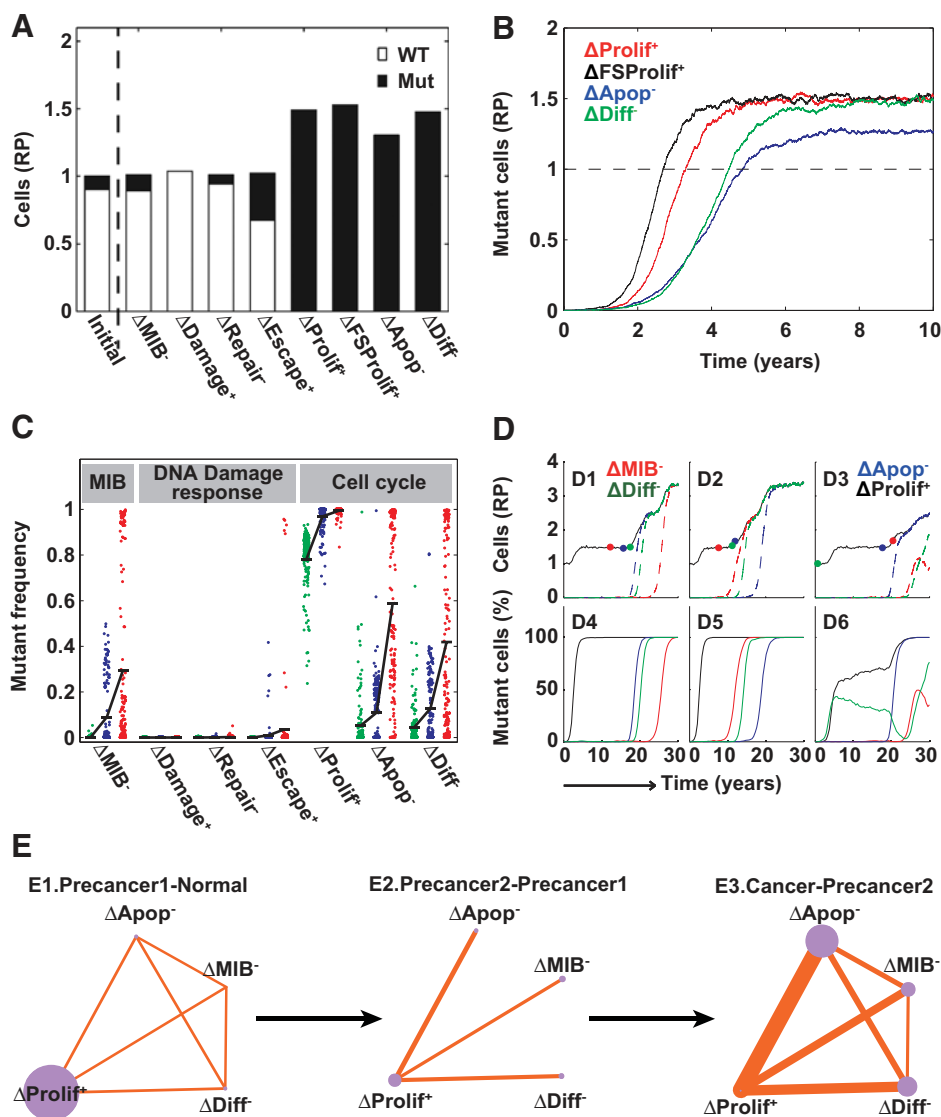 A
2
1.5
1
0.5
0
Cells (RP)
WT
Mut
Initial
ΔMIB⁻
ΔDamage⁺
ΔRepair⁻
ΔEscape⁺
ΔProlif⁺
ΔFSProlif⁺
ΔApop⁻
ΔDiff⁻
B
ΔProlif⁺
ΔFSProlif⁺
ΔApop⁻
ΔDiff⁻
2
1.5
1
0.5
0
Mutant cells (RP)
0 2 4 6 8 10
Time (years)
C
MIB
DNA Damage response
Cell cycle
1
0.8
0.6
0.4
0.2
0
Mutant frequency
ΔMIB⁻
ΔDamage⁺
ΔRepair⁻
ΔEscape⁺
ΔProlif⁺
ΔApop⁻
ΔDiff⁻
D
D1
ΔMIB⁻
ΔDiff⁻
D2
D3
ΔApop⁻
ΔProlif⁺
4
3
2
1
0
Cells (RP)
D4
D5
D6
100
50
0
Mutant cells (%)
0 10 20 30
0 10 20 30
0 10 20 30
Time (years)
E
E1.Precancer1-Normal
ΔApop⁻
ΔMIB⁻
ΔProlif⁺
ΔDiff⁻
E2.Precancer2-Precancer1
ΔApop⁻
ΔMIB⁻
ΔProlif⁺
ΔDiff⁻
E3.Cancer-Precancer2
ΔApop⁻
ΔMIB⁻
ΔProlif⁺
ΔDiff⁻